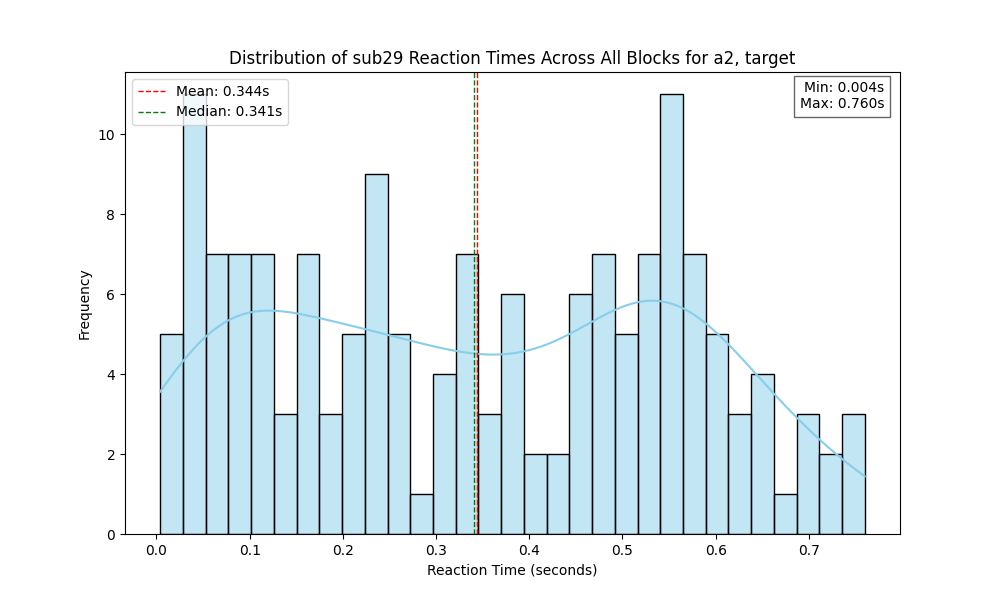 Distribution of sub29 Reaction Times Across All Blocks for a2, target
Mean: 0.344s
Median: 0.341s
Min: 0.004s
Max: 0.760s
10
8
6
4
2
0
Frequency
0.0 0.1 0.2 0.3 0.4 0.5 0.6 0.7
Reaction Time (seconds)